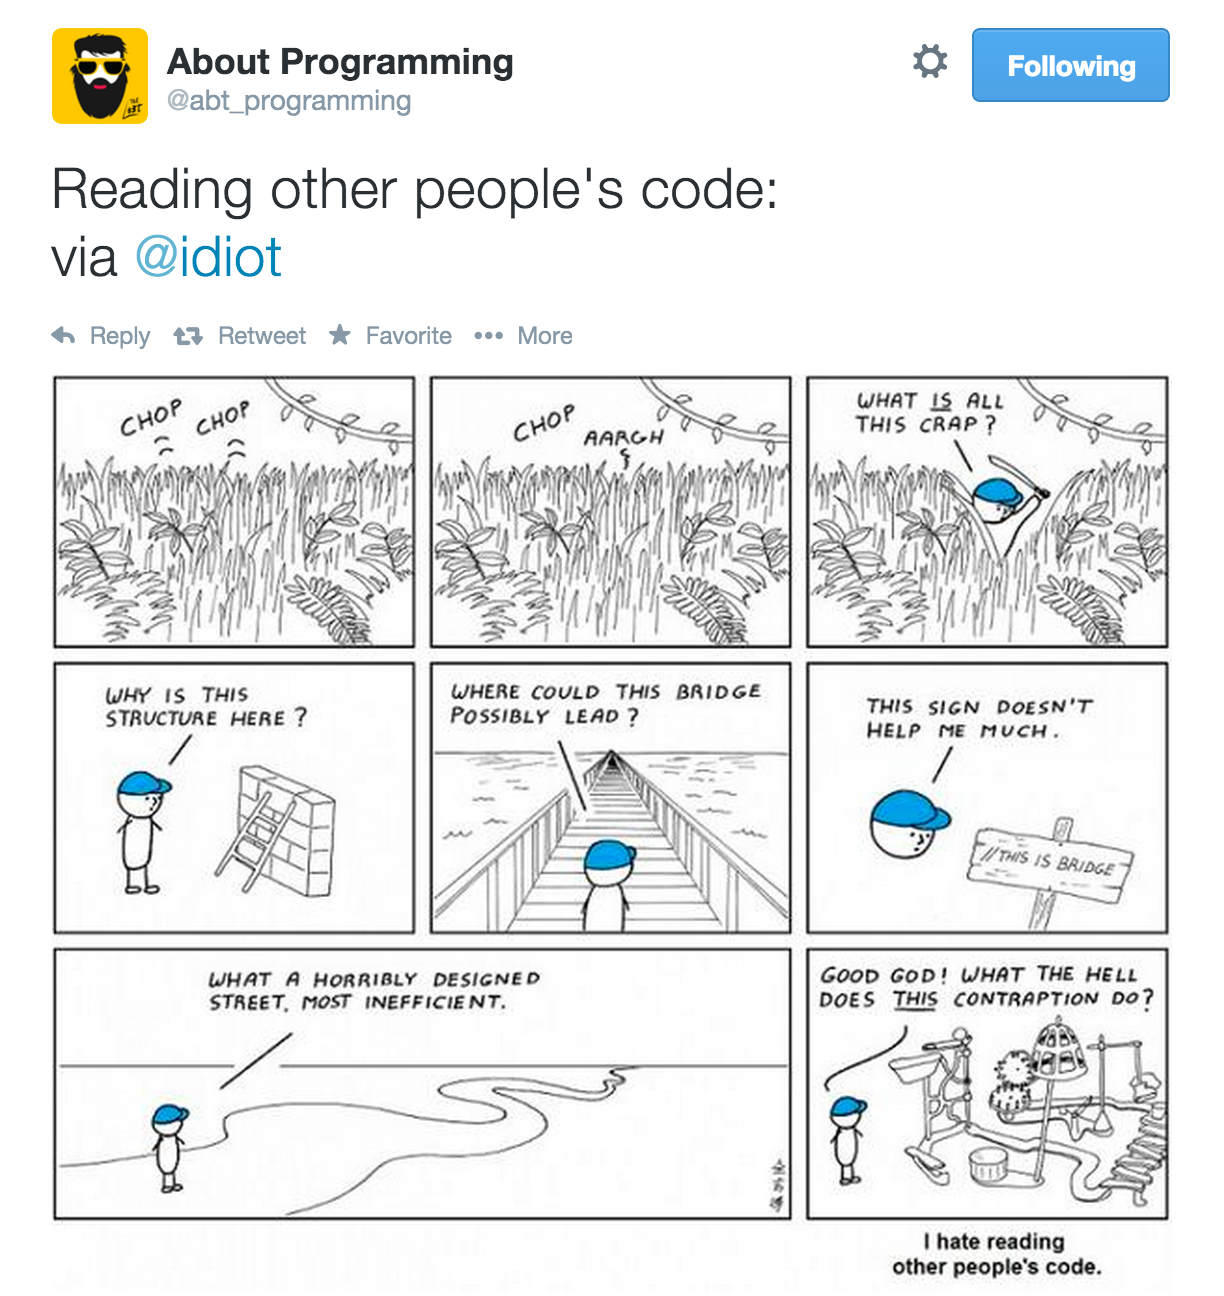 About Programming
@abt_programming
Following
Reading other people's code:
via @idiot
Reply Retweet Favorite More
CHOP CHOP
CHOP
AARGH
WHAT IS ALL
THIS CRAP?
WHY IS THIS
STRUCTURE HERE?
WHERE COULD THIS BRIDGE
POSSIBLY LEAD?
THIS SIGN DOESN'T
HELP ME MUCH.
//THIS IS BRIDGE
WHAT A HORRIBLY DESIGNED
STREET, MOST INEFFICIENT.
GOOD GOD! WHAT THE HELL
DOES THIS CONTRAPTION DO?
I hate reading
other people's code.